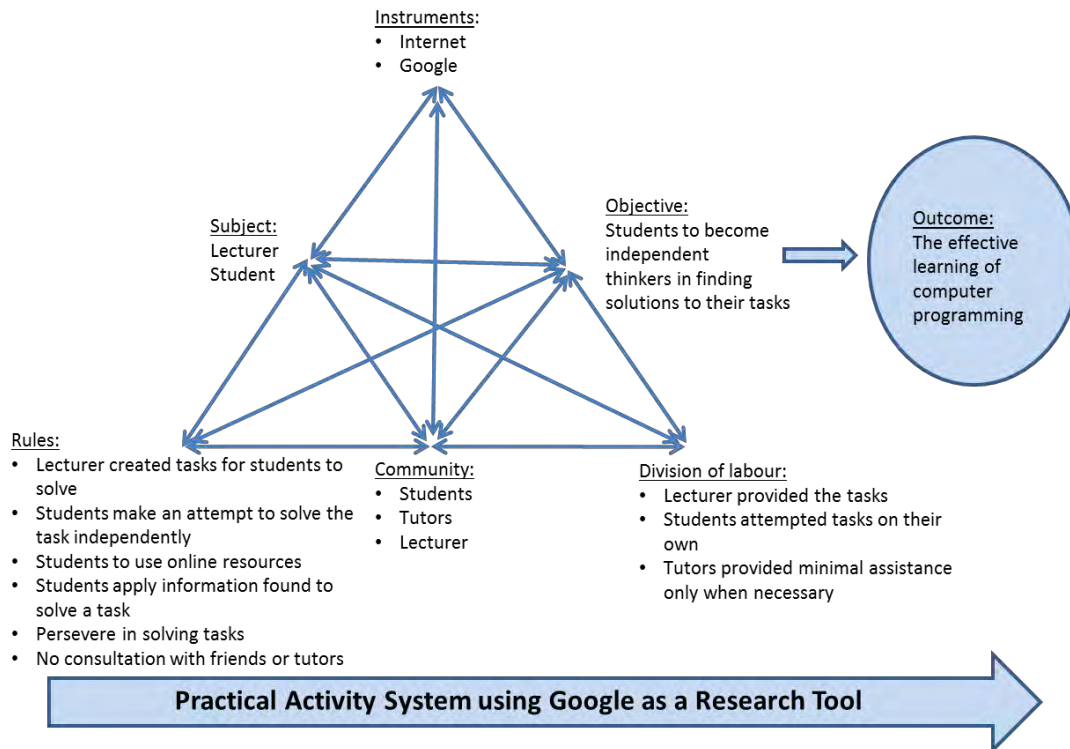 Instruments:
• Internet
• Google
Subject:
Lecturer
Student
Objective:
Students to become
independent
thinkers in finding
solutions to their tasks
Outcome:
The effective
learning of
computer
programming
Rules:
• Lecturer created tasks for students to
solve
• Students make an attempt to solve the
task independently
• Students to use online resources
• Students apply information found to
solve a task
• Persevere in solving tasks
• No consultation with friends or tutors
Community:
• Students
• Tutors
• Lecturer
Division of labour:
• Lecturer provided the tasks
• Students attempted tasks on their
own
• Tutors provided minimal assistance
only when necessary
Practical Activity System using Google as a Research Tool